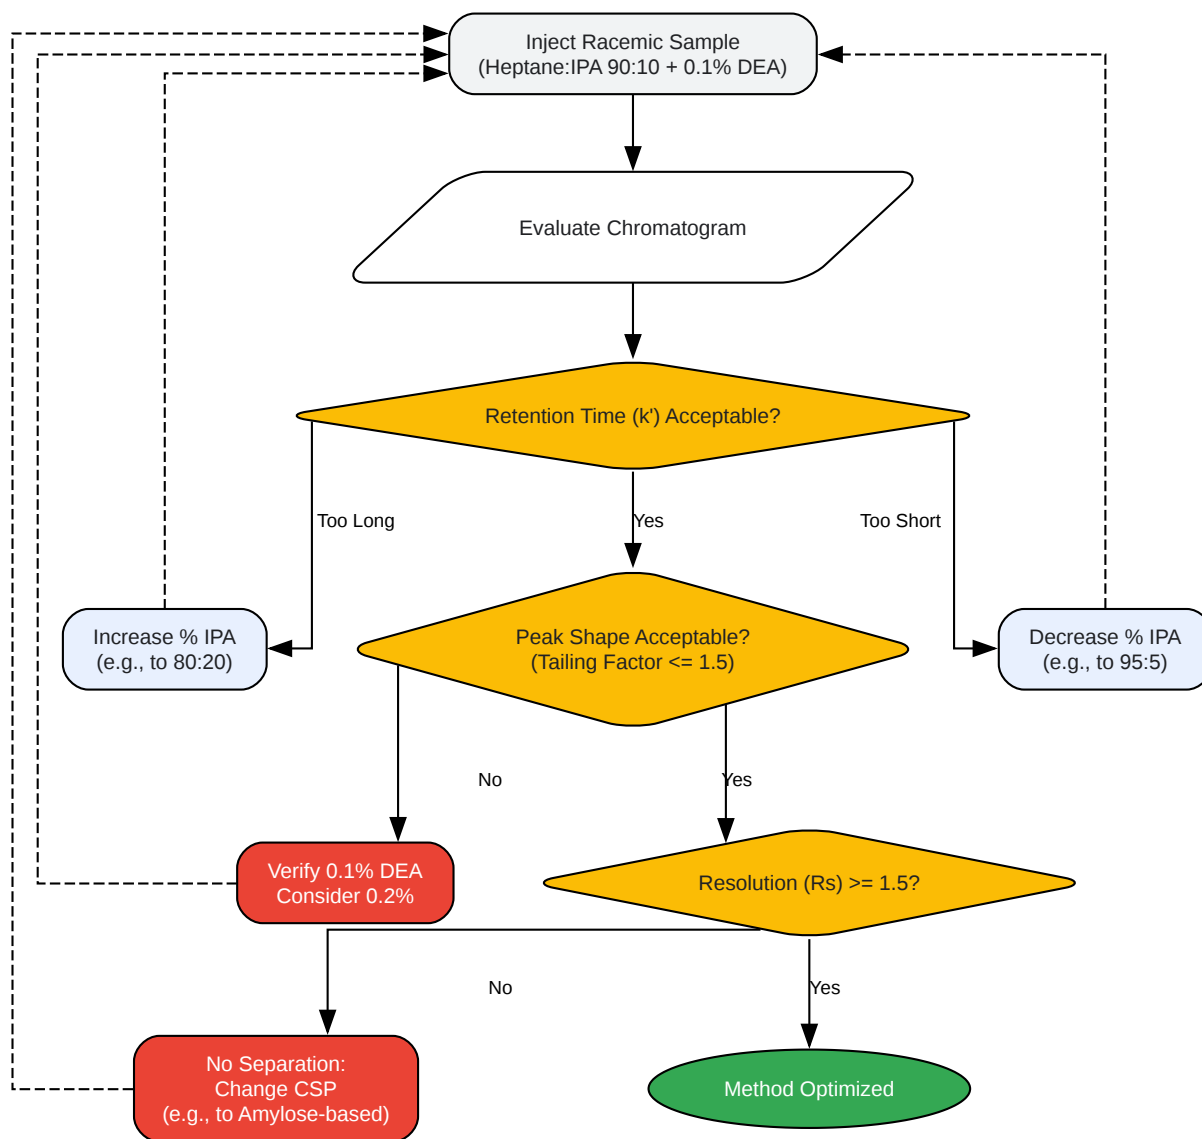 Inject Racemic Sample
(Heptane:IPA 90:10 + 0.1% DEA)
Evaluate Chromatogram
Retention Time (k') Acceptable?
Too Long
Yes
Too Short
Increase % IPA
(e.g., to 80:20)
Peak Shape Acceptable?
(Tailing Factor <= 1.5)
Decrease % IPA
(e.g., to 95:5)
No
Yes
Verify 0.1% DEA
Consider 0.2%
Resolution (Rs) >= 1.5?
No
Yes
No Separation:
Change CSP
(e.g., to Amylose-based)
Method Optimized